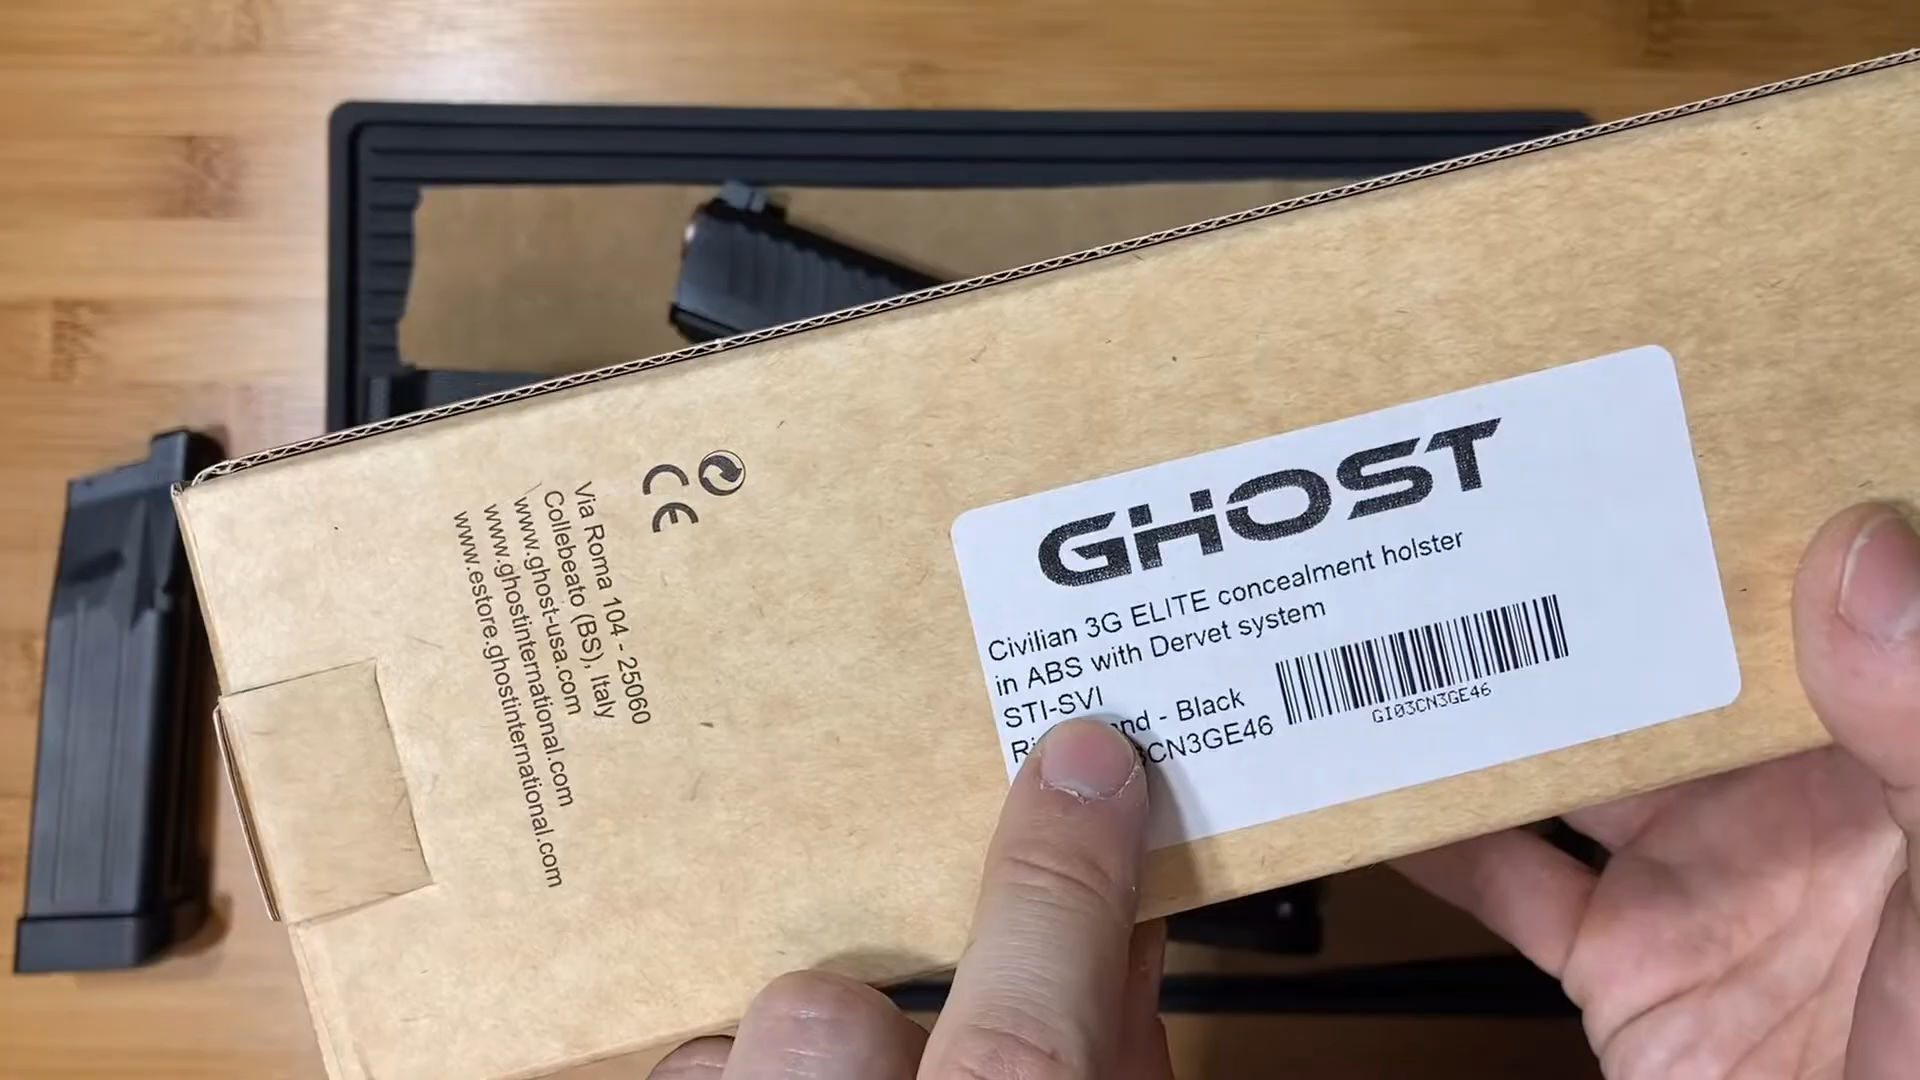 GHOST
Civilian 3G ELITE concealment holster
in ABS with Dervet system
STI-SVI
- Black
CN3GE46
GI03CN3GE46
CE
Via Roma 104 - 25060
Collebeato (BS), Italy
www.ghost-usa.com
www.ghostinternational.com
www.estore.ghostinternational.com